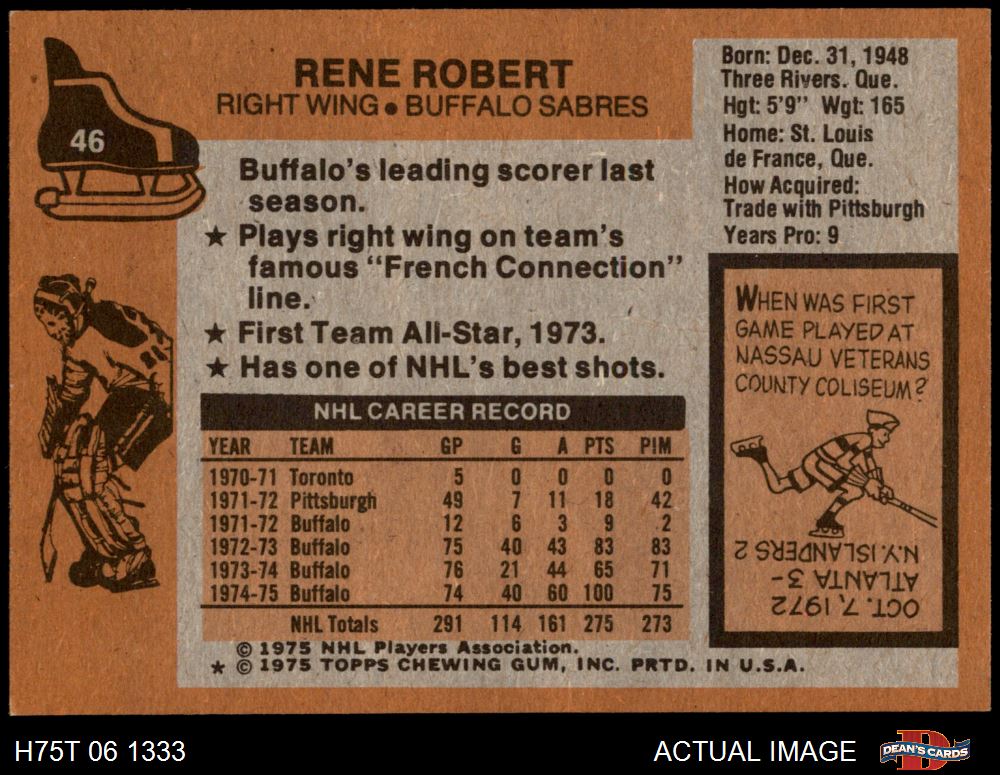 RENE ROBERT
RIGHT WING • BUFFALO SABRES
46
Buffalo's leading scorer last
season.
★ Plays right wing on team's
famous "French Connection"
line.
★ First Team All-Star, 1973.
★ Has one of NHL's best shots.
Born: Dec. 31, 1948
Three Rivers. Que.
Hgt: 5'9" Wgt: 165
Home: St. Louis
de France, Que.
How Acquired:
Trade with Pittsburgh
Years Pro: 9
WHEN WAS FIRST
GAME PLAYED AT
NASSAU VETERANS
COUNTY COLISEUM?
OCT. 7, 1972
ATLANTA 3-
N.Y. ISLANDERS 2
NHL CAREER RECORD
YEAR TEAM GP G A PTS PIM
1970-71 Toronto 5 0 0 0 0
1971-72 Pittsburgh 49 7 11 18 42
1971-72 Buffalo 12 6 3 9 2
1972-73 Buffalo 75 40 43 83 83
1973-74 Buffalo 76 21 44 65 71
1974-75 Buffalo 74 40 60 100 75
NHL Totals 291 114 161 275 273
© 1975 NHL Players Association.
★ © 1975 TOPPS CHEWING GUM, INC. PRTD. IN U.S.A.
H75T 06 1333
ACTUAL IMAGE
DEAN'S CARDS